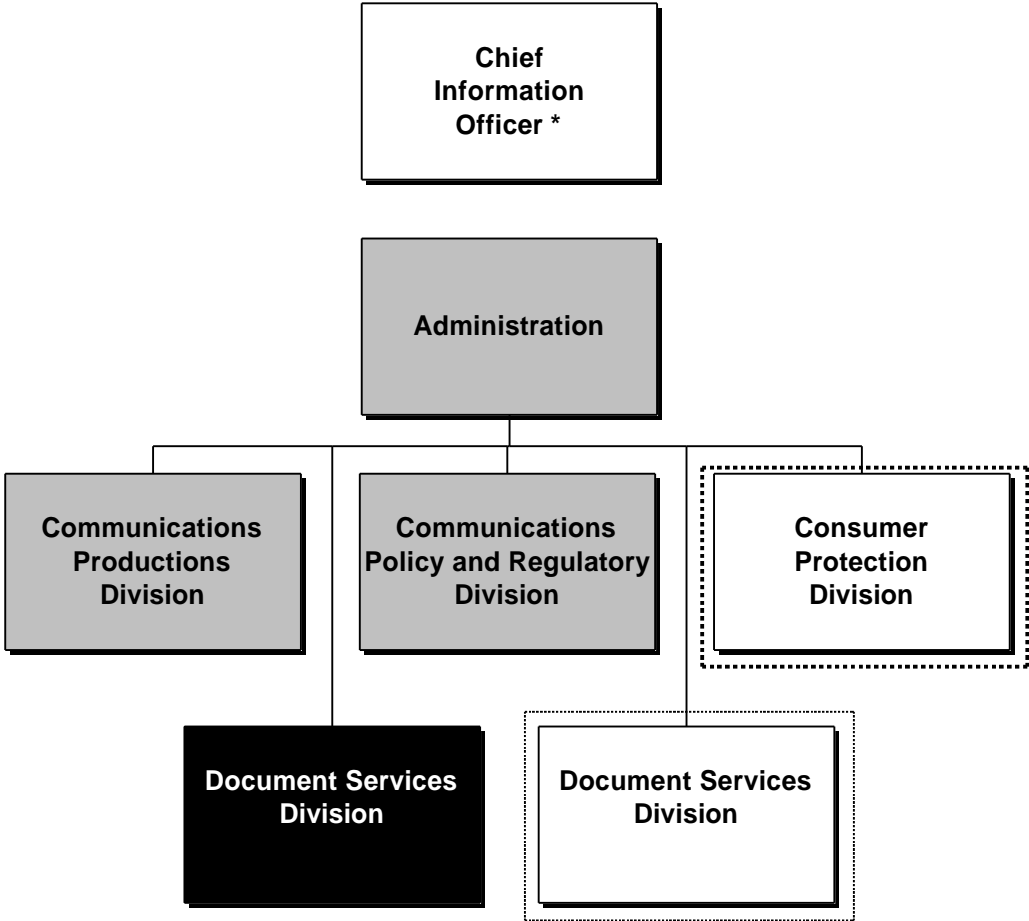 Chief
Information
Officer *
Administration
Communications
Productions
Division
Communications
Policy and Regulatory
Division
Consumer
Protection
Division
Document Services
Division
Document Services
Division